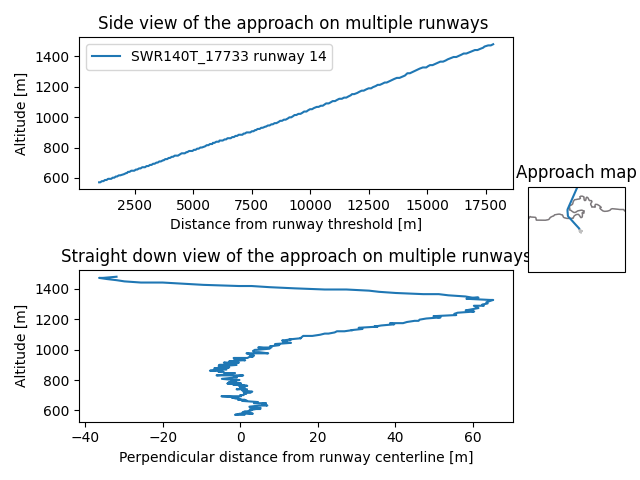 Side view of the approach on multiple runways
Altitude [m]
1400
1200
1000
800
600
SWR140T_17733 runway 14
2500
5000
7500
10000
12500
15000
17500
Distance from runway threshold [m]
Approach map
Straight down view of the approach on multiple runways
Altitude [m]
1400
1200
1000
800
600
−40
−20
0
20
40
60
Perpendicular distance from runway centerline [m]